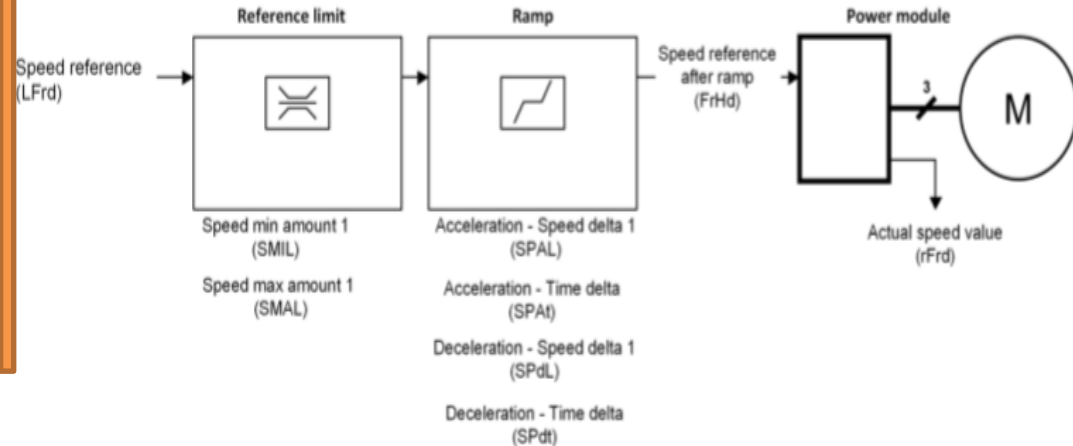 Reference limit
Ramp
Power module
Speed reference
(LFrd)
Speed reference
after ramp
(FrHd)
3
M
Speed min amount 1
(SMIL)
Speed max amount 1
(SMAL)
Acceleration - Speed delta 1
(SPAL)
Acceleration - Time delta
(SPAt)
Deceleration - Speed delta 1
(SPdL)
Deceleration - Time delta
(SPdt)
Actual speed value
(rFrd)